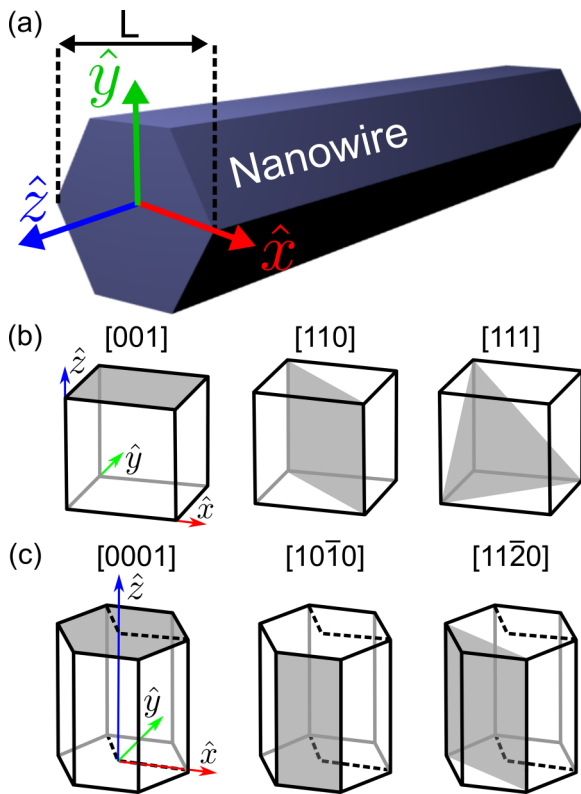 (a)
L
ŷ
Nanowire
ẑ
x̂
(b) [001] [110] [111]
ẑ
ŷ
x̂
(c) [0001] [101̄0] [112̄0]
ẑ
ŷ
x̂